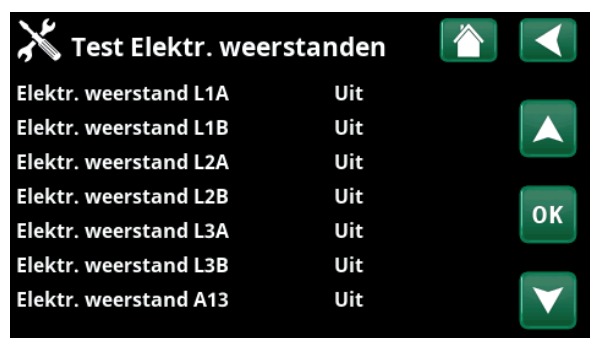 Test Elektr. weerstanden
Elektr. weerstand L1A Uit
Elektr. weerstand L1B Uit
Elektr. weerstand L2A Uit
Elektr. weerstand L2B Uit
OK
Elektr. weerstand L3A Uit
Elektr. weerstand L3B Uit
Elektr. weerstand A13 Uit